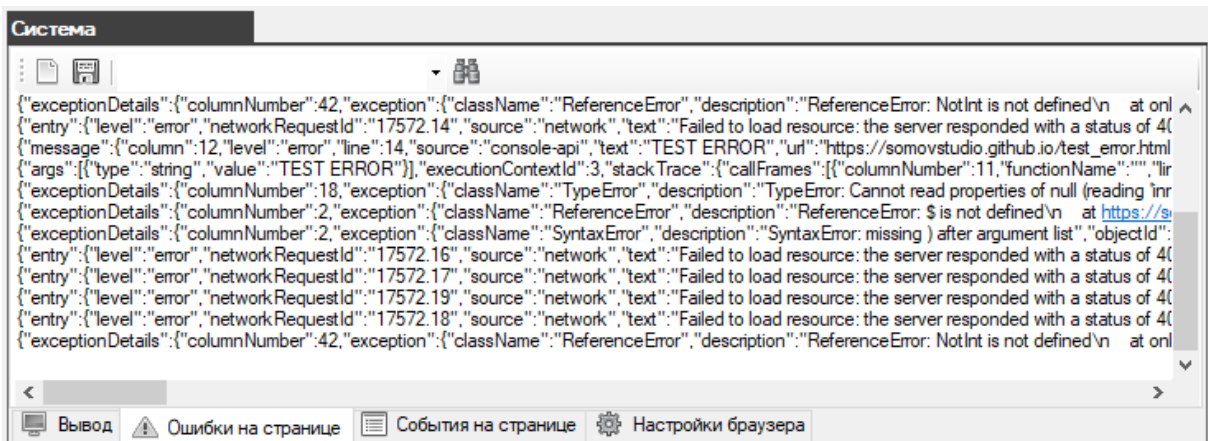 Система
{"exceptionDetails":{"columnNumber":42,"exception":{"className":"ReferenceError","description":"ReferenceError: NotInt is not defined\n    at onl
{"entry":{"level":"error","networkRequestId":"17572.14","source":"network","text":"Failed to load resource: the server responded with a status of 40
{"message":{"column":12,"level":"error","line":14,"source":"console-api","text":"TEST ERROR","url":"https://somovstudio.github.io/test_error.html
{"args":[{"type":"string","value":"TEST ERROR"}],"executionContextId":3,"stackTrace":{"callFrames":[{"columnNumber":11,"functionName":"","lin
{"exceptionDetails":{"columnNumber":18,"exception":{"className":"TypeError","description":"TypeError: Cannot read properties of null (reading 'inn
{"exceptionDetails":{"columnNumber":2,"exception":{"className":"ReferenceError","description":"ReferenceError: $ is not defined\n    at https://s
{"exceptionDetails":{"columnNumber":2,"exception":{"className":"SyntaxError","description":"SyntaxError: missing ) after argument list","objectId":
{"entry":{"level":"error","networkRequestId":"17572.16","source":"network","text":"Failed to load resource: the server responded with a status of 40
{"entry":{"level":"error","networkRequestId":"17572.17","source":"network","text":"Failed to load resource: the server responded with a status of 40
{"entry":{"level":"error","networkRequestId":"17572.19","source":"network","text":"Failed to load resource: the server responded with a status of 40
{"entry":{"level":"error","networkRequestId":"17572.18","source":"network","text":"Failed to load resource: the server responded with a status of 40
{"exceptionDetails":{"columnNumber":42,"exception":{"className":"ReferenceError","description":"ReferenceError: NotInt is not defined\n    at onl
Вывод Ошибки на странице События на странице Настройки браузера